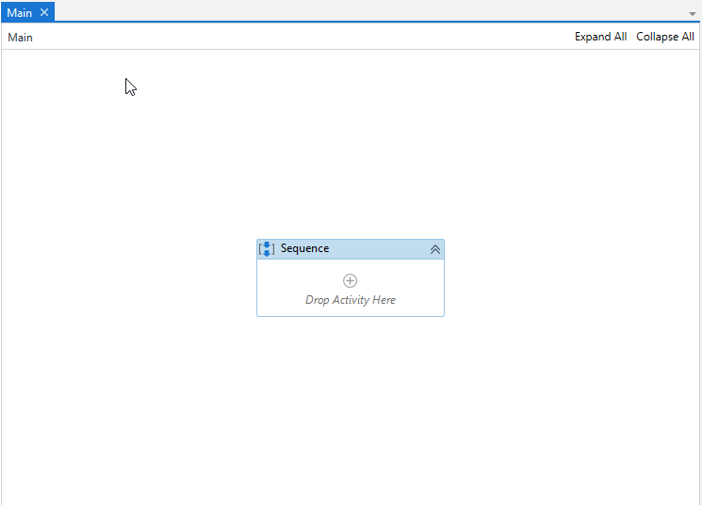 Main
Main
Expand All Collapse All
Sequence
Drop Activity Here